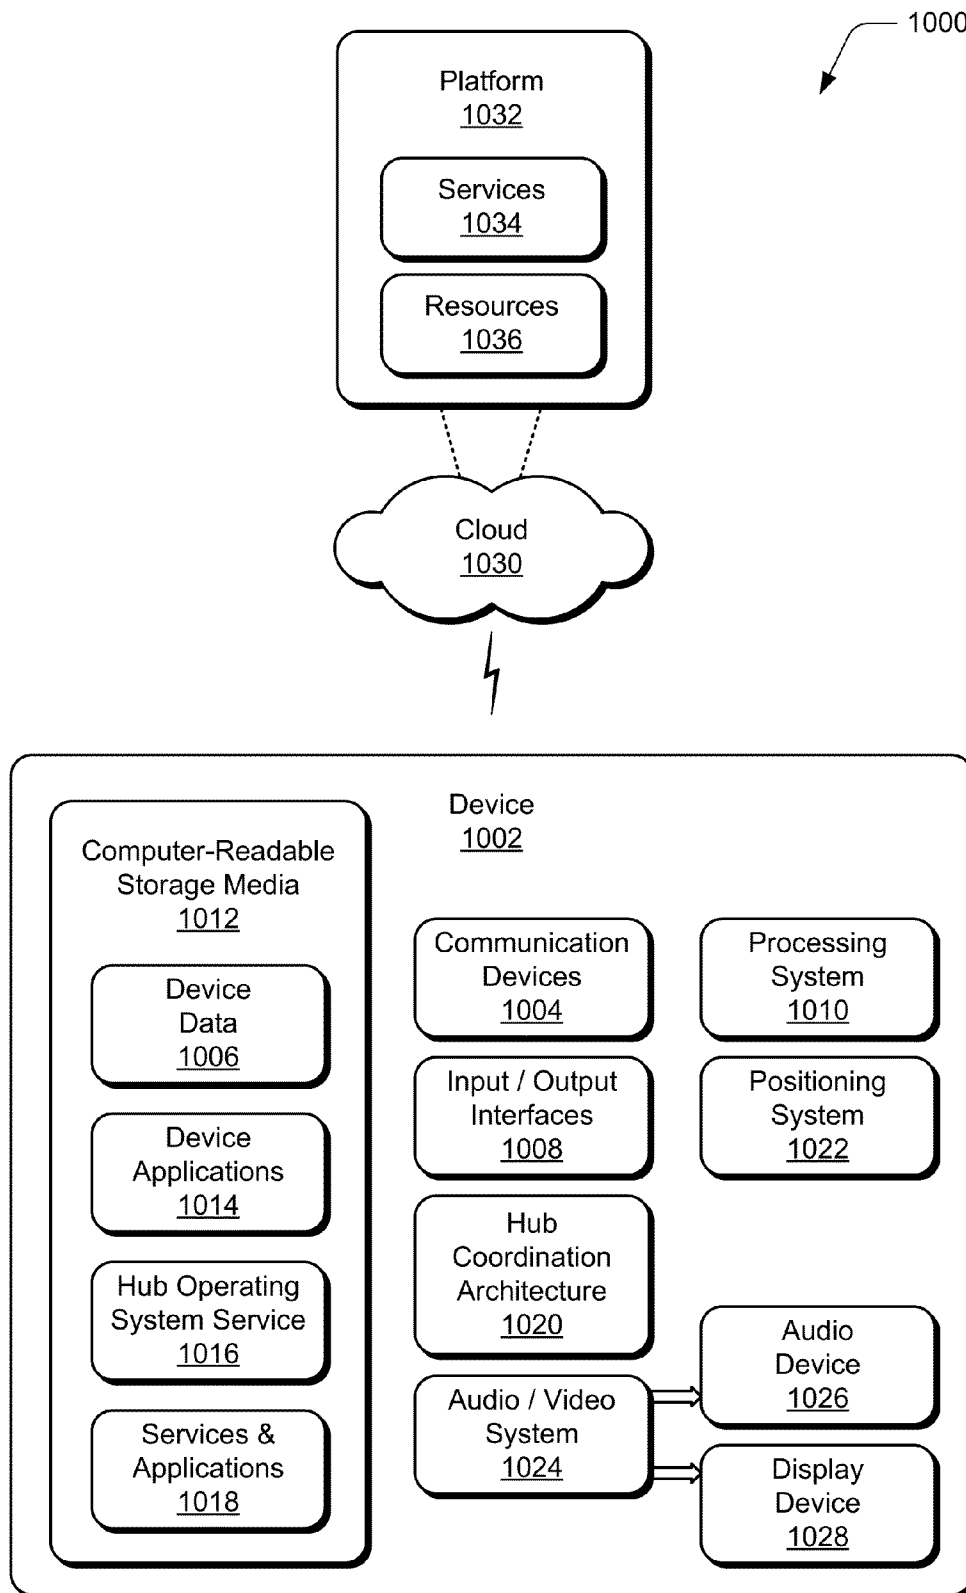 1000
Platform
1032
Services
1034
Resources
1036
Cloud
1030
Device
1002
Computer-Readable
Storage Media
1012
Device
Data
1006
Device
Applications
1014
Hub Operating
System Service
1016
Services &
Applications
1018
Communication
Devices
1004
Processing
System
1010
Input / Output
Interfaces
1008
Positioning
System
1022
Hub
Coordination
Architecture
1020
Audio / Video
System
1024
Audio
Device
1026
Display
Device
1028